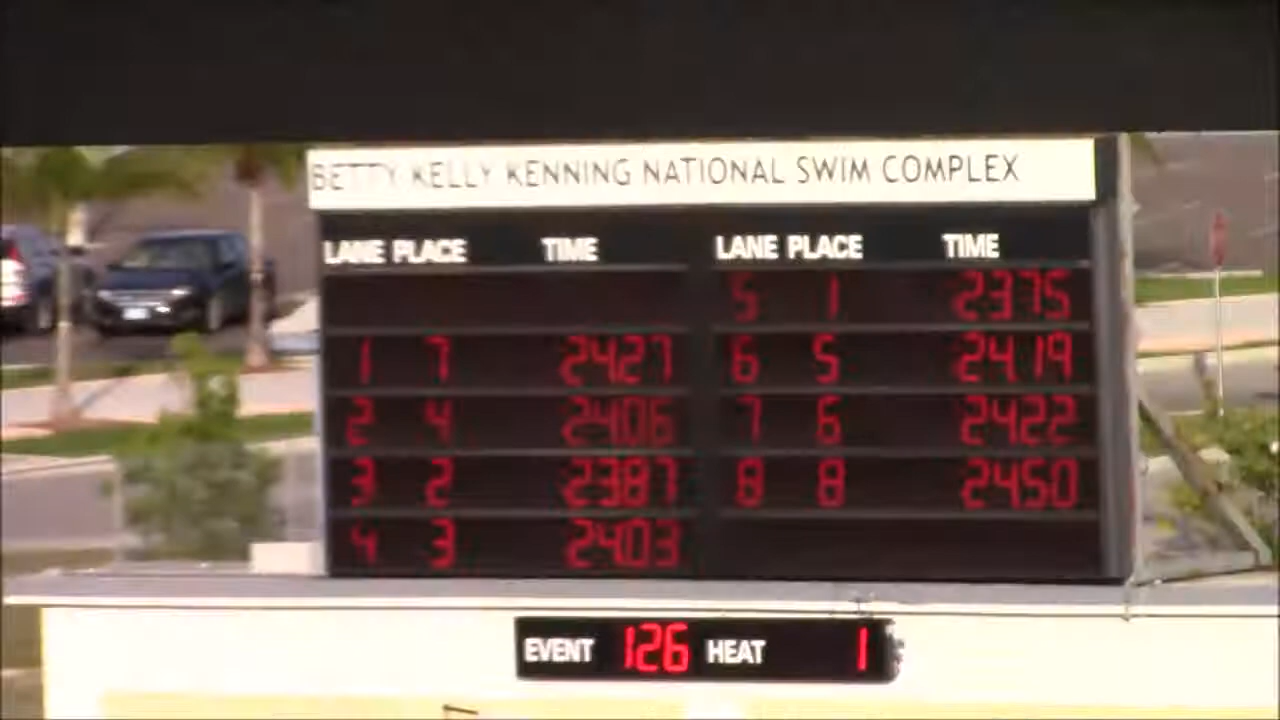 BETTY KELLY KENNING NATIONAL SWIM COMPLEX
LANE PLACE TIME LANE PLACE TIME
5 1 2375
1 7 2427 6 5 24.19
2 4 2406 7 6 2422
3 2 2387 8 8 2450
4 3 2403
EVENT 126 HEAT 1